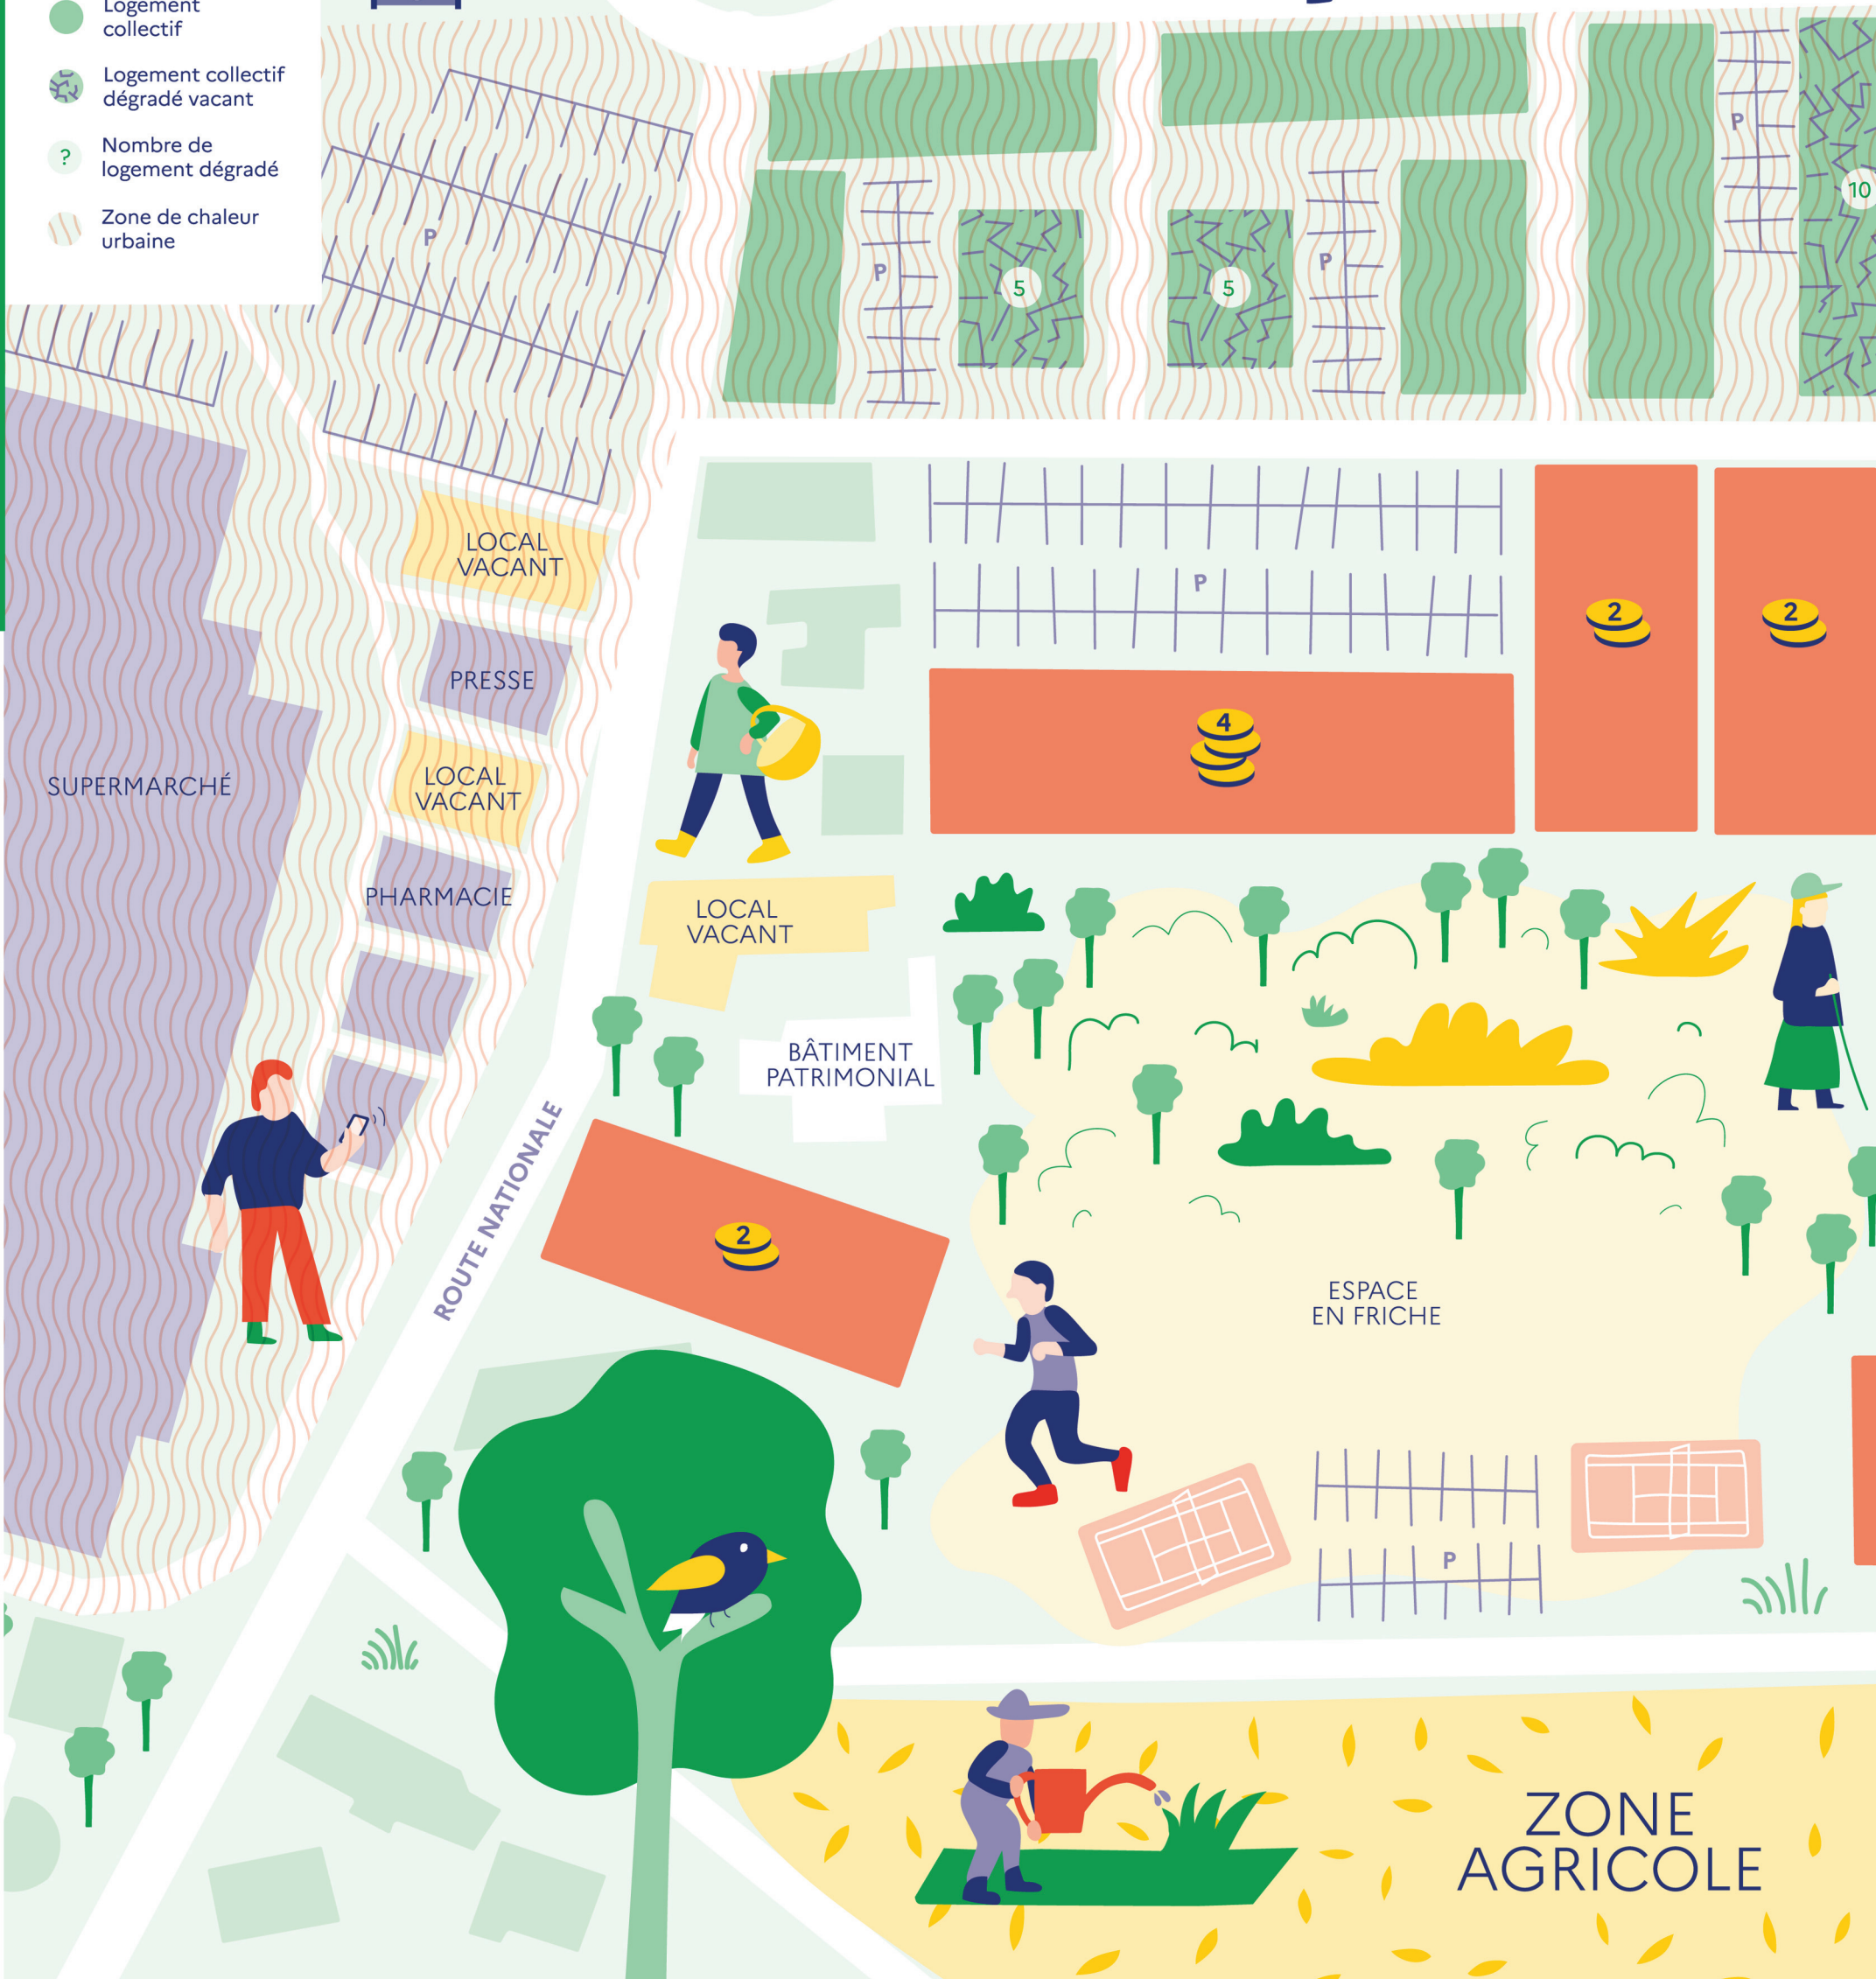 Logement
collectif
Logement collectif
dégradé vacant
?
Nombre de
logement dégradé
Zone de chaleur
urbaine
P
P
5
5
P
P
10
LOCAL
VACANT
PRESSE
LOCAL
VACANT
SUPERMARCHÉ
PHARMACIE
P
2
2
4
LOCAL
VACANT
BÂTIMENT
PATRIMONIAL
ROUTE NATIONALE
2
ESPACE
EN FRICHE
P
ZONE
AGRICOLE